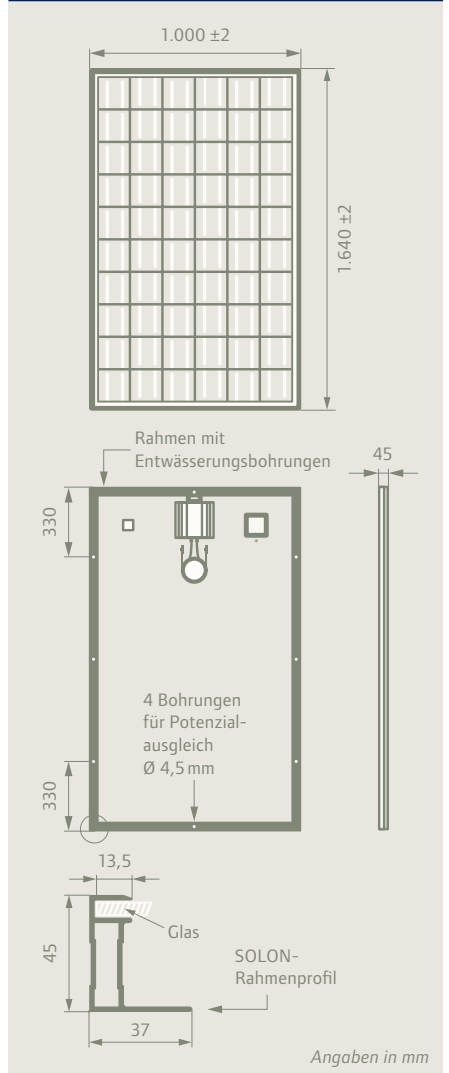 1.000 ±2
1.640 ±2
Rahmen mit
Entwässerungsbohrungen
45
330
4 Bohrungen
für Potenzial-
ausgleich
Ø 4,5 mm
330
13,5
Glas
45
SOLON-
Rahmenprofil
37
Angaben in mm